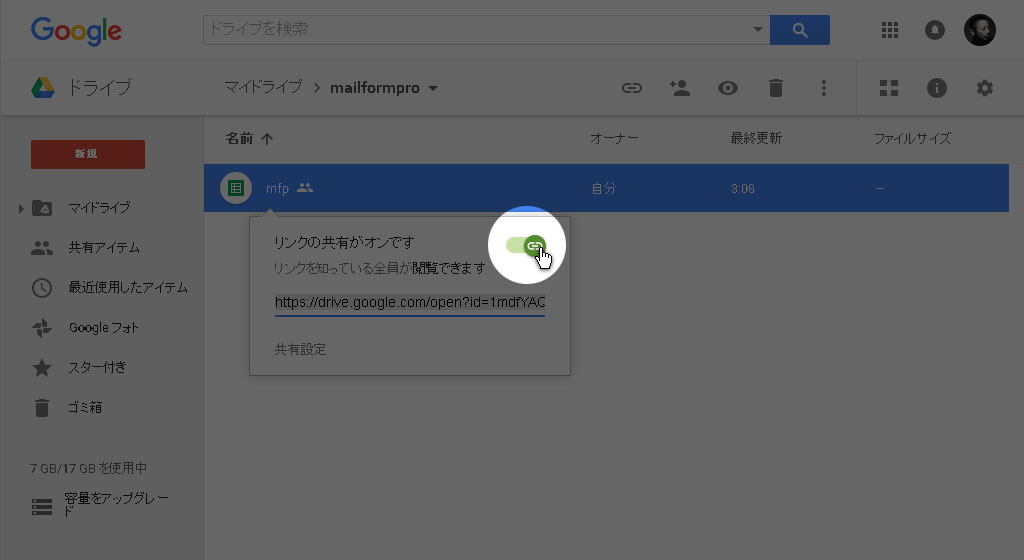 Google
ドライブを検索
ドライブ
マイドライブ > mailformpro
新規
マイドライブ
共有アイテム
最近使用したアイテム
Google フォト
スター付き
ゴミ箱
7 GB/17 GB を使用中
容量をアップグレー
ド
名前 オーナー 最終更新 ファイルサイズ
mfp 自分 3:08 –
リンクの共有がオンです
リンクを知っている全員が閲覧できます
https://drive.google.com/open?id=1mdfYAC
共有設定